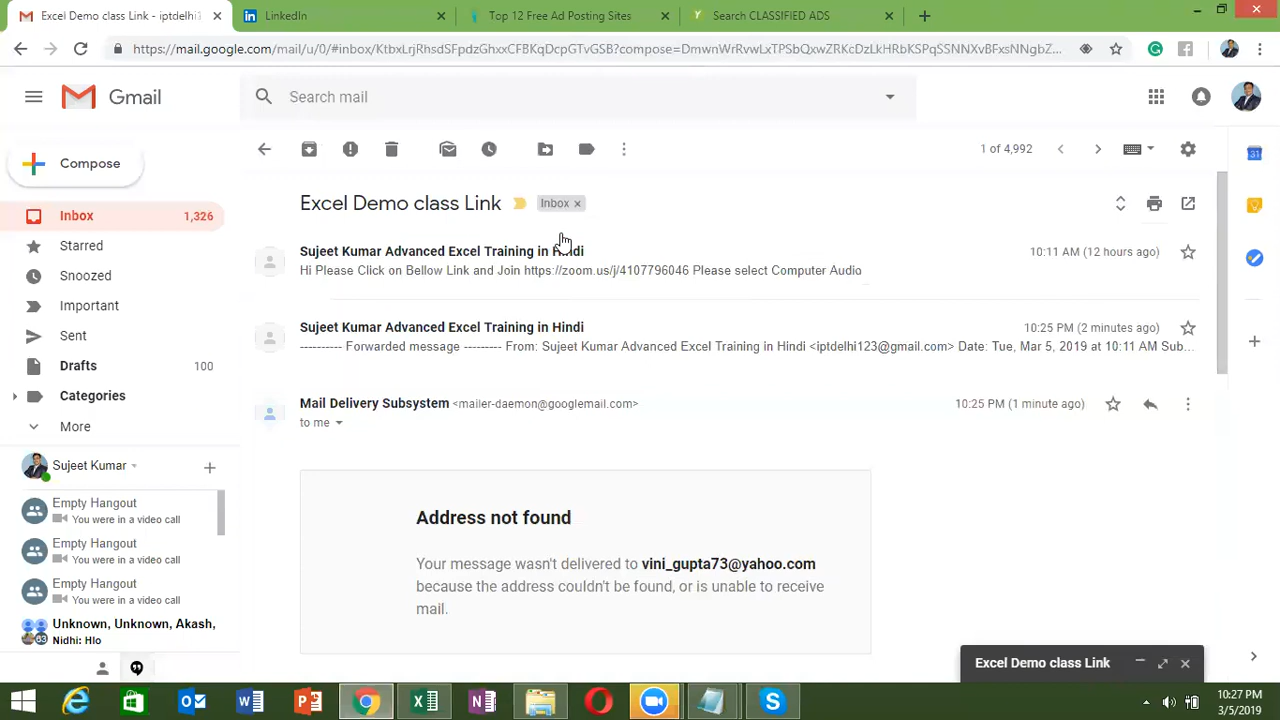 Excel Demo class Link - iptdelhi
LinkedIn
Top 12 Free Ad Posting Sites
Search CLASSIFIED ADS
https://mail.google.com/mail/u/0/#inbox/KtbxLrjRhsdSFpdzGhxxCFBKqDcpGTvGSB?compose=DmwnWrRvwLxTPSbQxwZRKcDzLkHRbKSPqSSNNXvBFxsNNgbZ...
Gmail
Search mail
Compose
1 of 4,992
Inbox 1,326
Starred
Snoozed
Important
Sent
Drafts 100
Categories
More
Excel Demo class Link Inbox ×
Sujeet Kumar Advanced Excel Training in Hindi 10:11 AM (12 hours ago)
Hi Please Click on Bellow Link and Join https://zoom.us/j/4107796046 Please select Computer Audio
Sujeet Kumar Advanced Excel Training in Hindi 10:25 PM (2 minutes ago)
---------- Forwarded message --------- From: Sujeet Kumar Advanced Excel Training in Hindi <iptdelhi123@gmail.com> Date: Tue, Mar 5, 2019 at 10:11 AM Sub...
Mail Delivery Subsystem <mailer-daemon@googlemail.com> 10:25 PM (1 minute ago)
to me
Address not found
Your message wasn't delivered to vini_gupta73@yahoo.com
because the address couldn't be found, or is unable to receive
mail.
Sujeet Kumar
Empty Hangout
You were in a video call
Empty Hangout
You were in a video call
Empty Hangout
You were in a video call
Unknown, Unknown, Akash,
63
Nidhi: Hlo
Excel Demo class Link
31
10:27 PM
3/5/2019